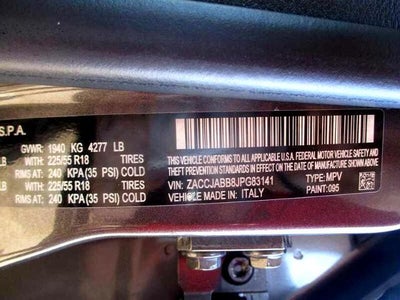 S.P.A.
GVWR: 1940 KG 4277 LB
WITH 225/55 R18 TIRES
RIMS AT: 240 KPA(35 PSI) COLD
WITH 225/55 R18 TIRES
RIMS AT: 240 KPA(35 PSI) COLD
THIS VEHICLE CONFORMS TO ALL APPLICABLE U.S.A. FEDERAL MOTOR VEHICLE SAFETY AND
THEFT PREVENTION STANDARDS IN EFFECT ON THE DATE OF MANUFACTURE SHOWN ABOVE.
VIN: ZACCJABB8JPG83141 TYPE: MPV
VEHICLE MADE IN: ITALY PAINT: 095